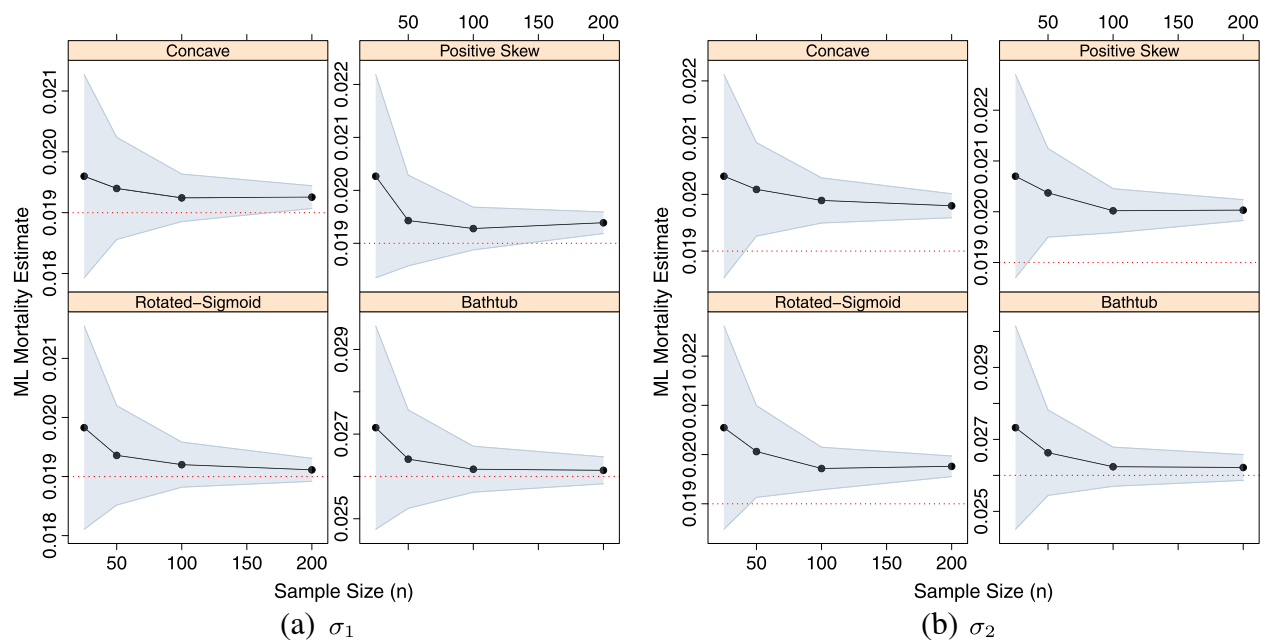 50 100 200
50 100 200
Concave
Positive Skew
Concave
Positive Skew
0.018 0.019 0.020 0.021
0.019 0.020 0.021 0.022
0.019 0.020 0.021 0.022
0.019 0.020 0.022
Rotated–Sigmoid
Bathtub
Rotated–Sigmoid
Bathtub
0.018 0.019 0.020 0.021
0.025 0.027 0.029
0.019 0.020 0.021 0.022
0.025 0.027 0.029
ML Mortality Estimate
ML Mortality Estimate
50 100 150 200
50 100 150 200
Sample Size (n)
Sample Size (n)
(a) σ1
(b) σ2